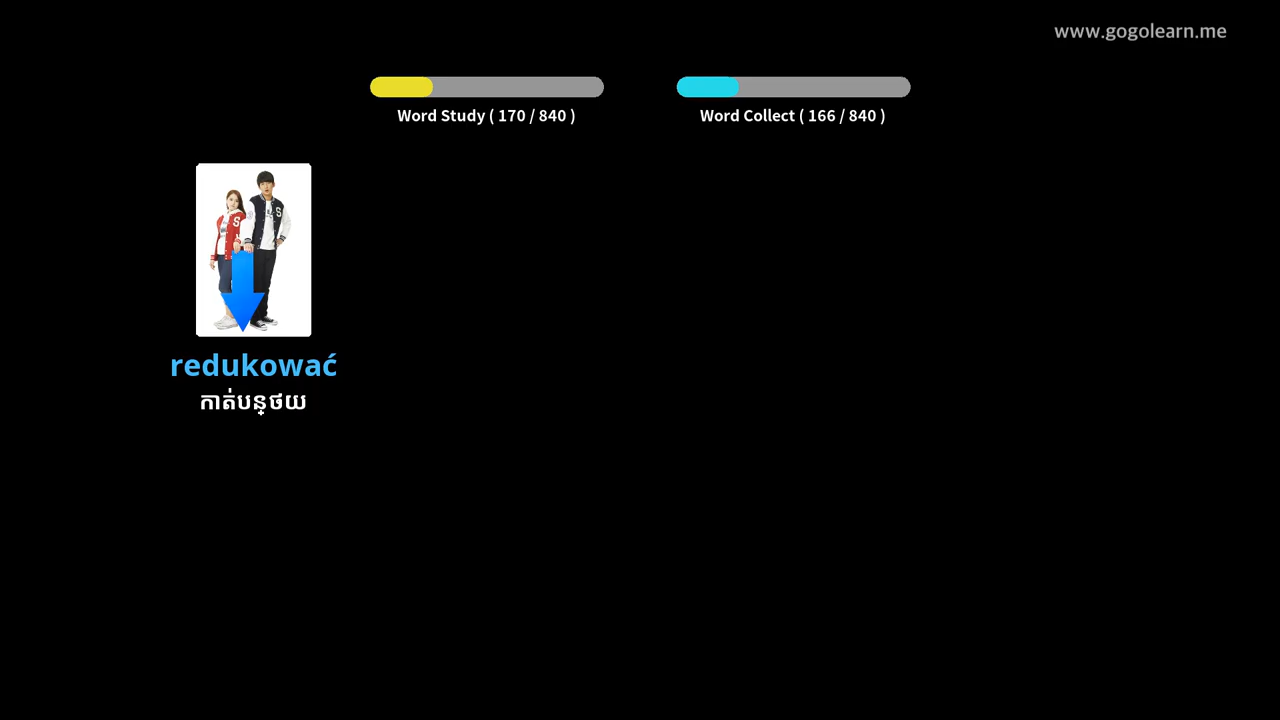 www.gogolearn.me
Word Study ( 170 / 840 )
Word Collect ( 166 / 840 )
redukować
កាត់បន្ថយ